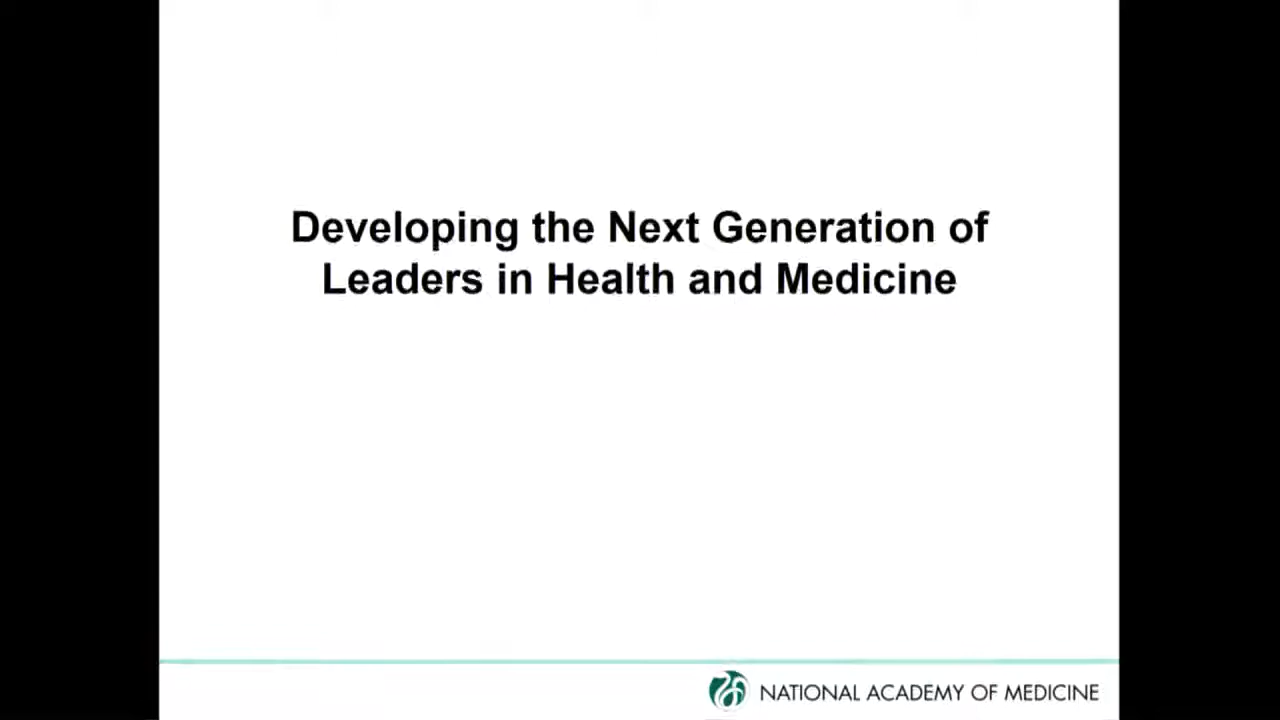 Developing the Next Generation of
Leaders in Health and Medicine
NATIONAL ACADEMY OF MEDICINE